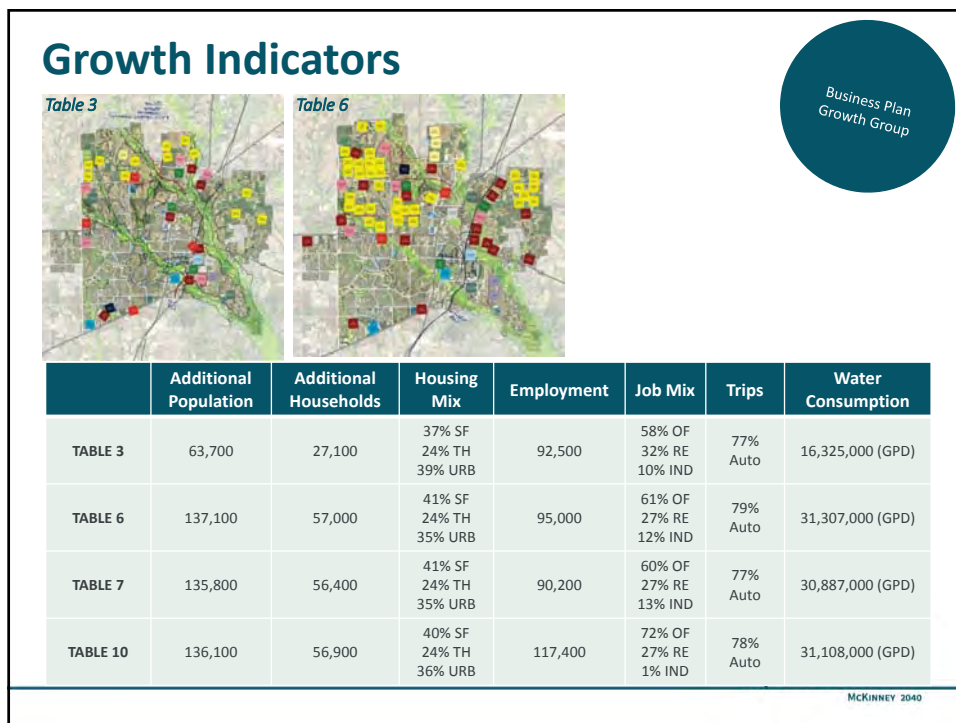 Growth Indicators
Business Plan
Growth Group
Table 3
Table 6
Additional Population Additional Households Housing Mix Employment Job Mix Trips Water Consumption
TABLE 3 63,700 27,100 37% SF 24% TH 39% URB 92,500 58% OF 32% RE 10% IND 77% Auto 16,325,000 (GPD)
TABLE 6 137,100 57,000 41% SF 24% TH 35% URB 95,000 61% OF 27% RE 12% IND 79% Auto 31,307,000 (GPD)
TABLE 7 135,800 56,400 41% SF 24% TH 35% URB 90,200 60% OF 27% RE 13% IND 77% Auto 30,887,000 (GPD)
TABLE 10 136,100 56,900 40% SF 24% TH 36% URB 117,400 72% OF 27% RE 1% IND 78% Auto 31,108,000 (GPD)
MCKINNEY 2040